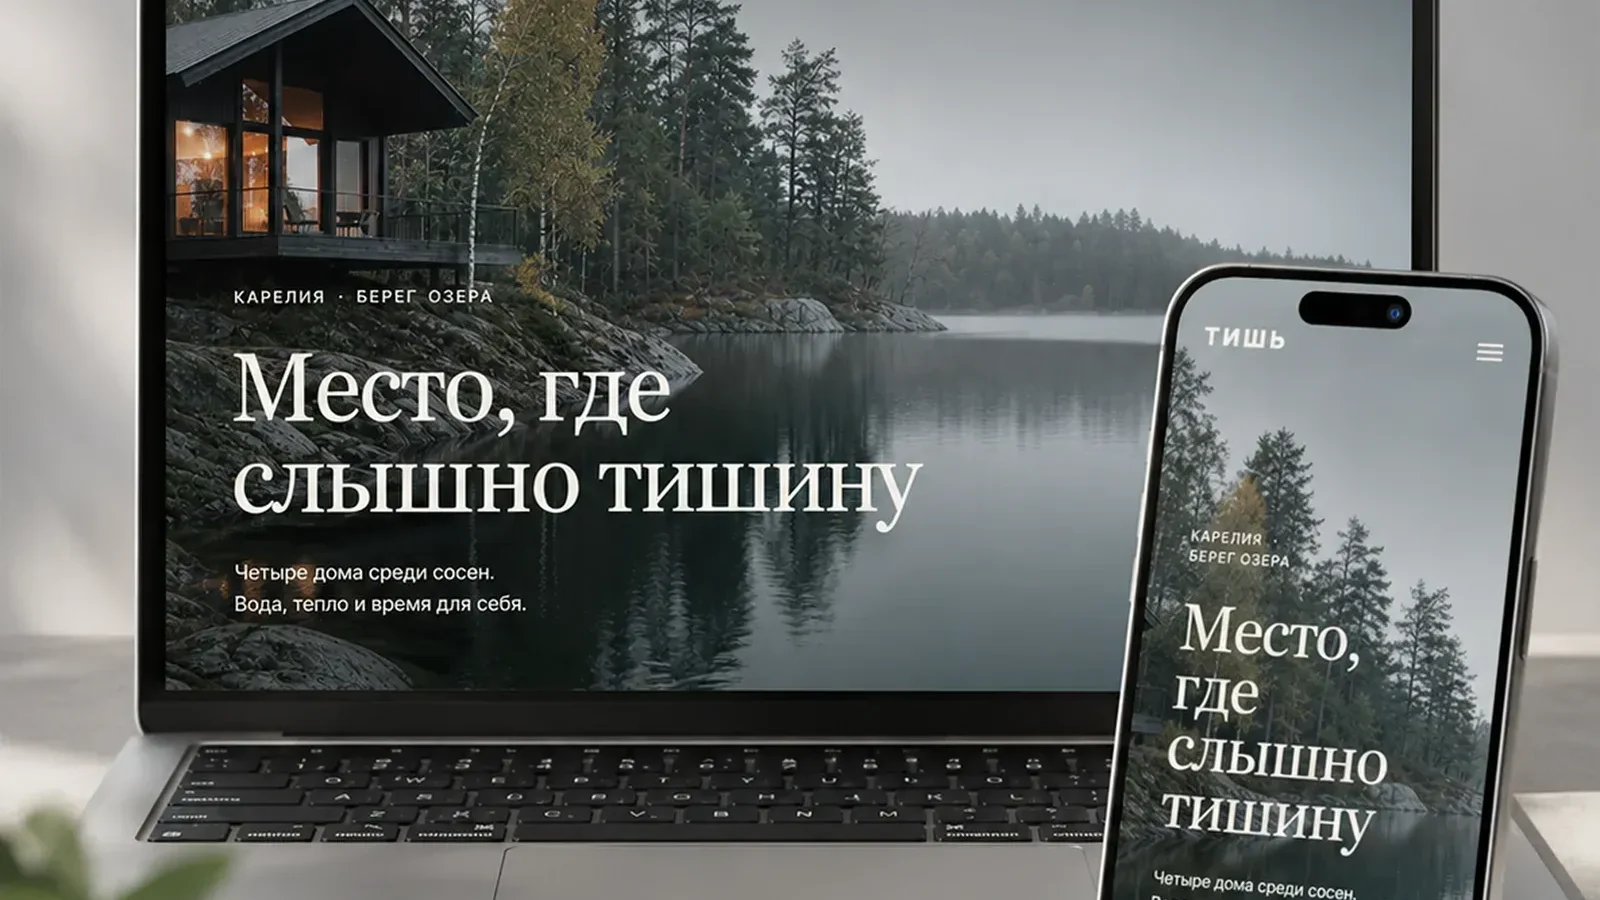 КАРЕЛИЯ · БЕРЕГ ОЗЕРА
Место, где
слышно тишину
Четыре дома среди сосен.
Вода, тепло и время для себя.
ТИШЬ
КАРЕЛИЯ ·
БЕРЕГ ОЗЕРА
Место,
где
слышно
тишину
Четыре дома среди сосен.